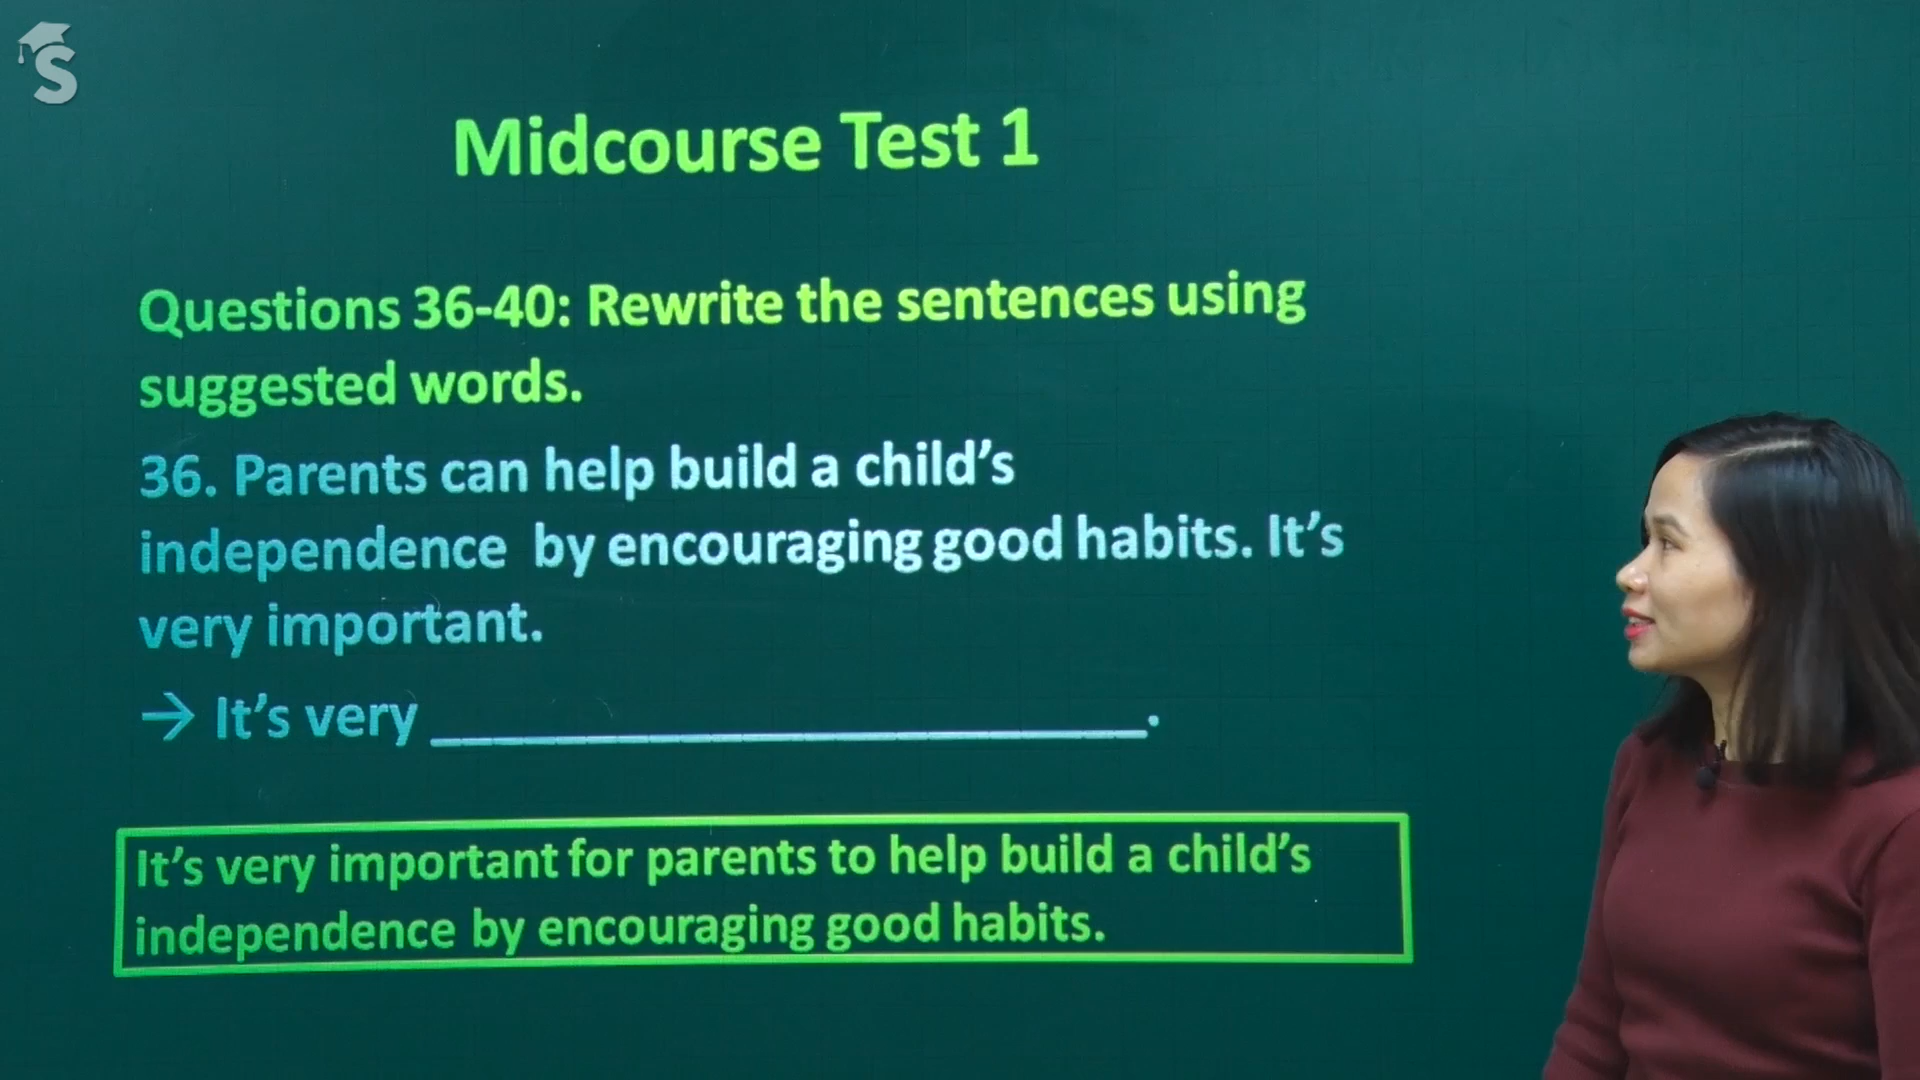 S
Midcourse Test 1
Questions 36-40: Rewrite the sentences using
suggested words.
36. Parents can help build a child’s
independence by encouraging good habits. It’s
very important.
→ It’s very ______________________.
It’s very important for parents to help build a child’s
independence by encouraging good habits.